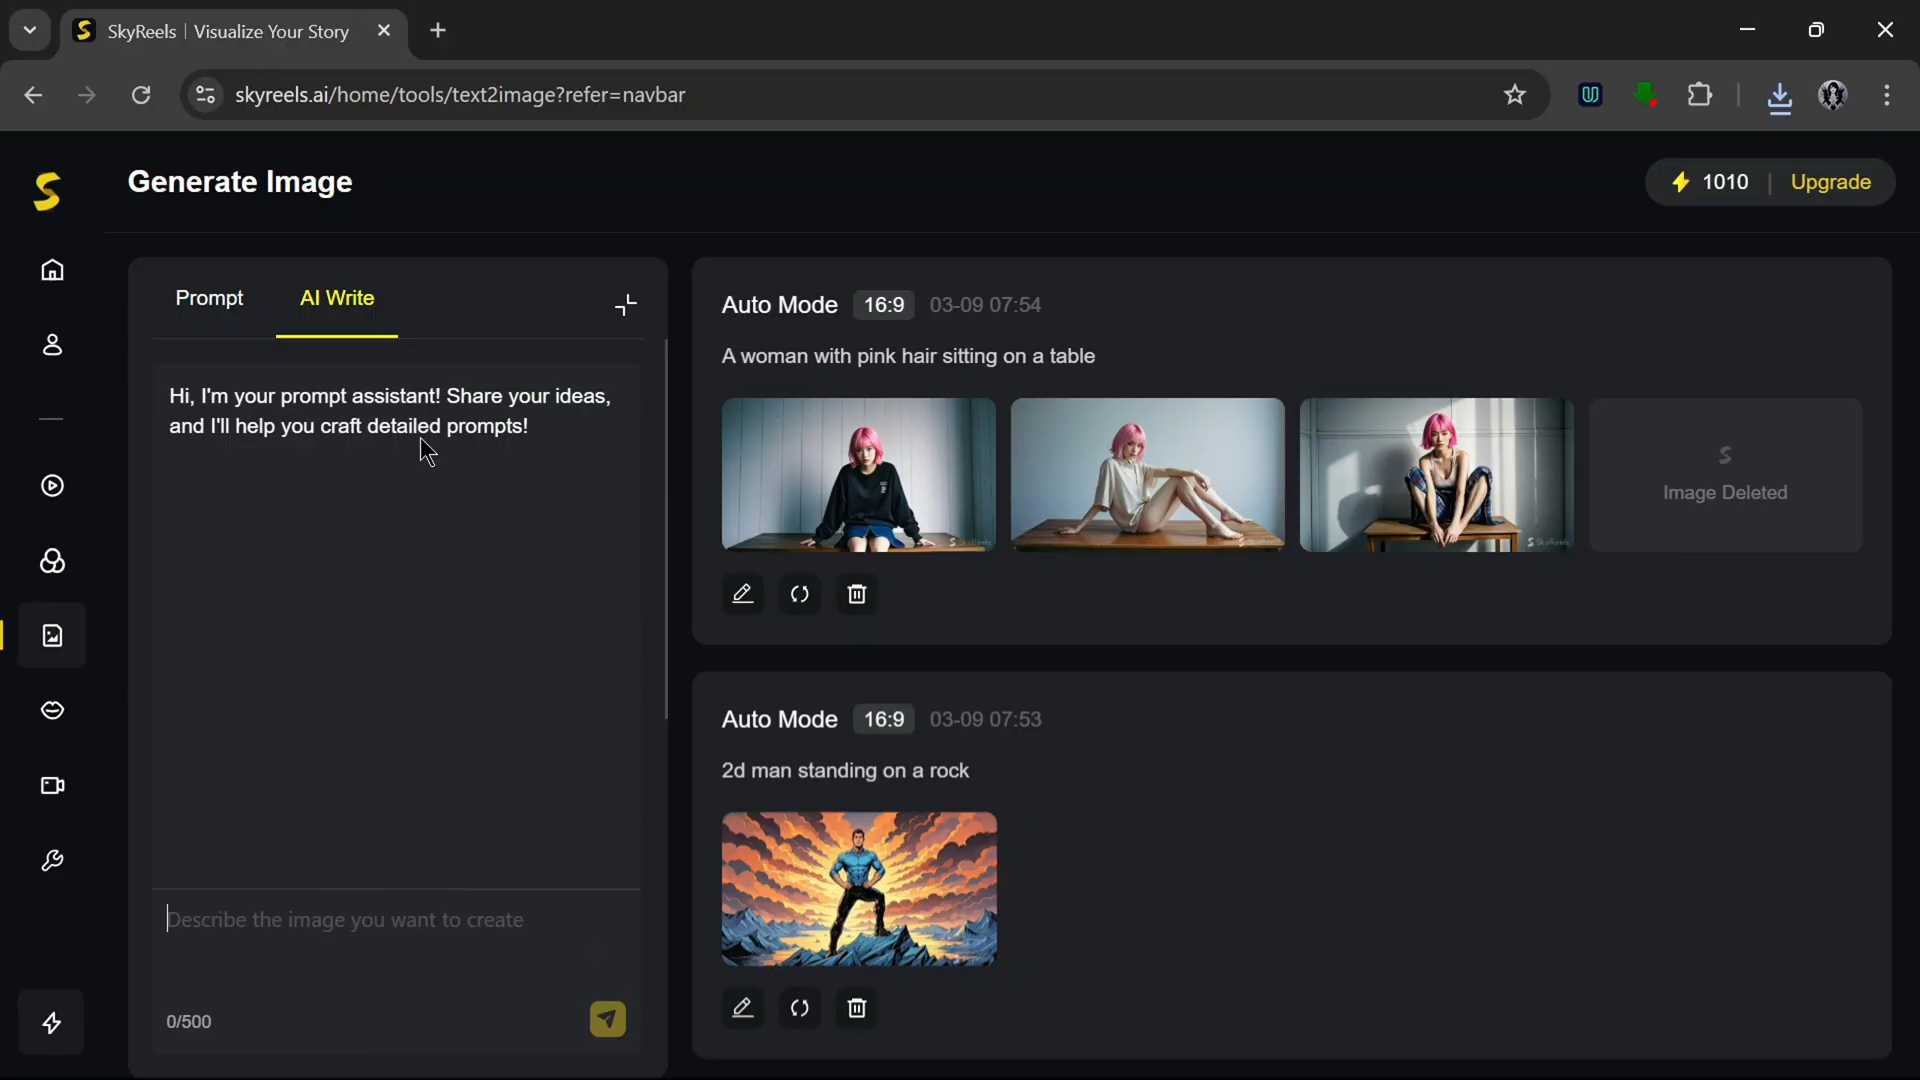 SkyReels | Visualize Your Story
skyreels.ai/home/tools/text2image?refer=navbar
Generate Image
1010 | Upgrade
Prompt
AI Write
Hi, I'm your prompt assistant! Share your ideas,
and I'll help you craft detailed prompts!
Describe the image you want to create
0/500
Auto Mode 16:9 03-09 07:54
A woman with pink hair sitting on a table
SkyReels
SkyReels
SkyReels
Image Deleted
Auto Mode 16:9 03-09 07:53
2d man standing on a rock